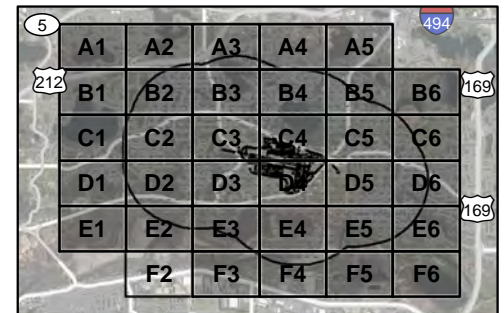 5 494
A1 A2 A3 A4 A5
212 B1 B2 B3 B4 B5 B6 169
C1 C2 C3 C4 C5 C6
D1 D2 D3 D4 D5 D6
169
E1 E2 E3 E4 E5 E6
F2 F3 F4 F5 F6